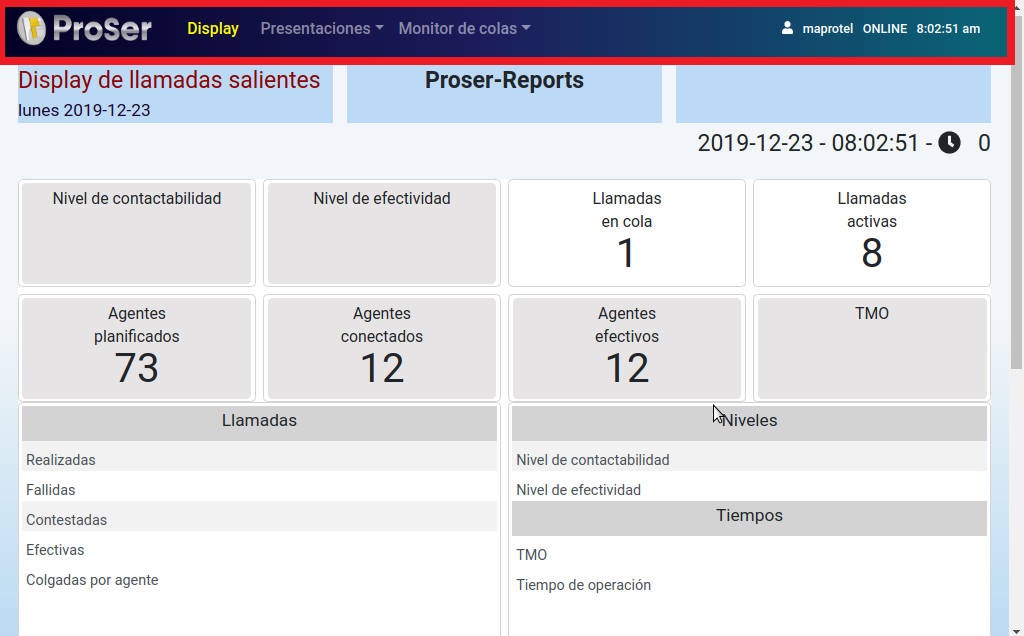 ProSer Display Presentaciones Monitor de colas maprotel ONLINE 8:02:51 am
Display de llamadas salientes
lunes 2019-12-23
Proser-Reports
2019-12-23 - 08:02:51 - 0
Nivel de contactabilidad
Nivel de efectividad
Llamadas
en cola
1
Llamadas
activas
8
Agentes
planificados
73
Agentes
conectados
12
Agentes
efectivos
12
TMO
Llamadas
Realizadas
Fallidas
Contestadas
Efectivas
Colgadas por agente
Niveles
Nivel de contactabilidad
Nivel de efectividad
Tiempos
TMO
Tiempo de operación